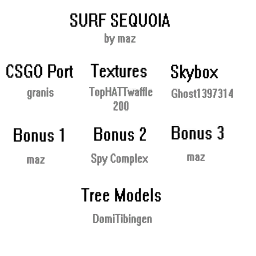 SURF SEQUOIA
by maz
CSGO Port Textures Skybox
granis TopHATTwaffle Ghost1397314
200
Bonus 1 Bonus 2 Bonus 3
maz Spy Complex maz
Tree Models
DomiTibingen